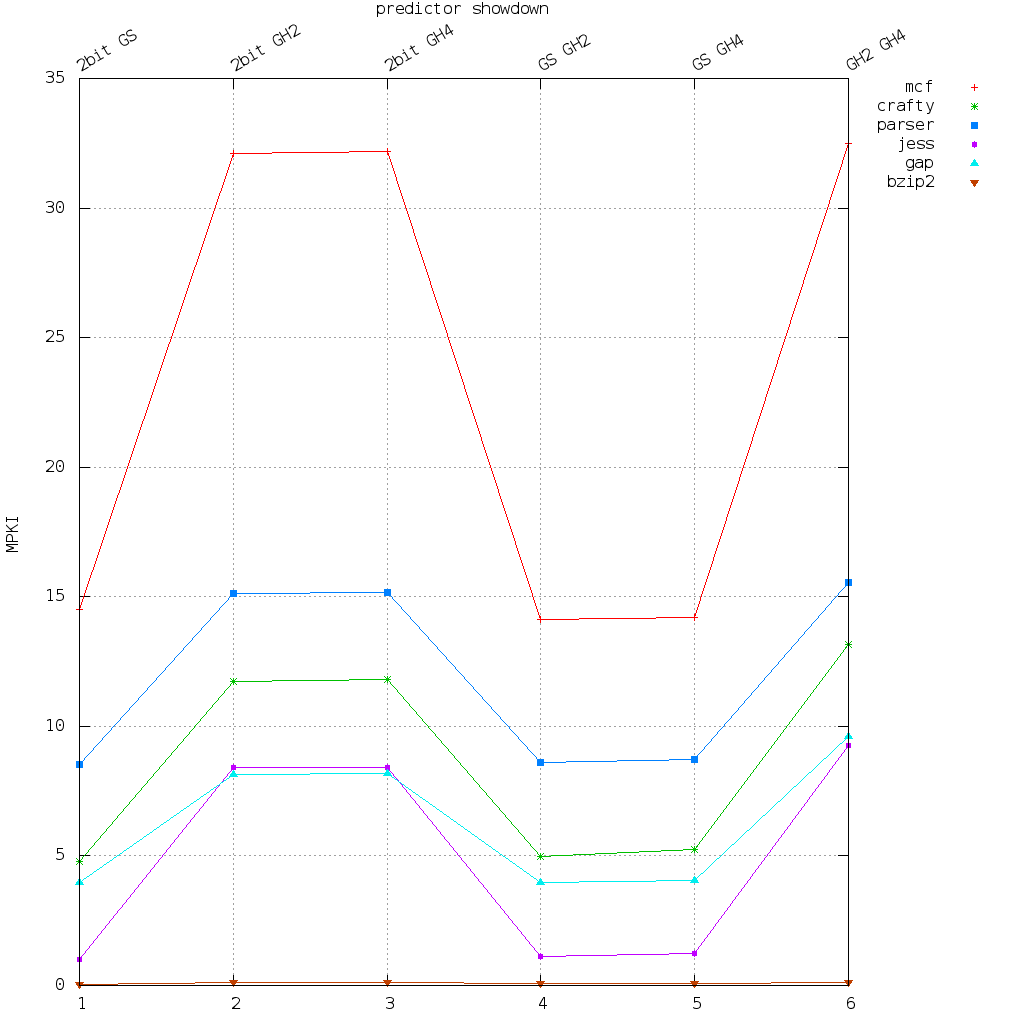 predictor showdown
2bit GS
2bit GH2
2bit GH4
GS GH2
GS GH4
GH2 GH4
35
30
25
20
15
10
5
0
MPKI
1 2 3 4 5 6
mcf
crafty
parser
jess
gap
bzip2